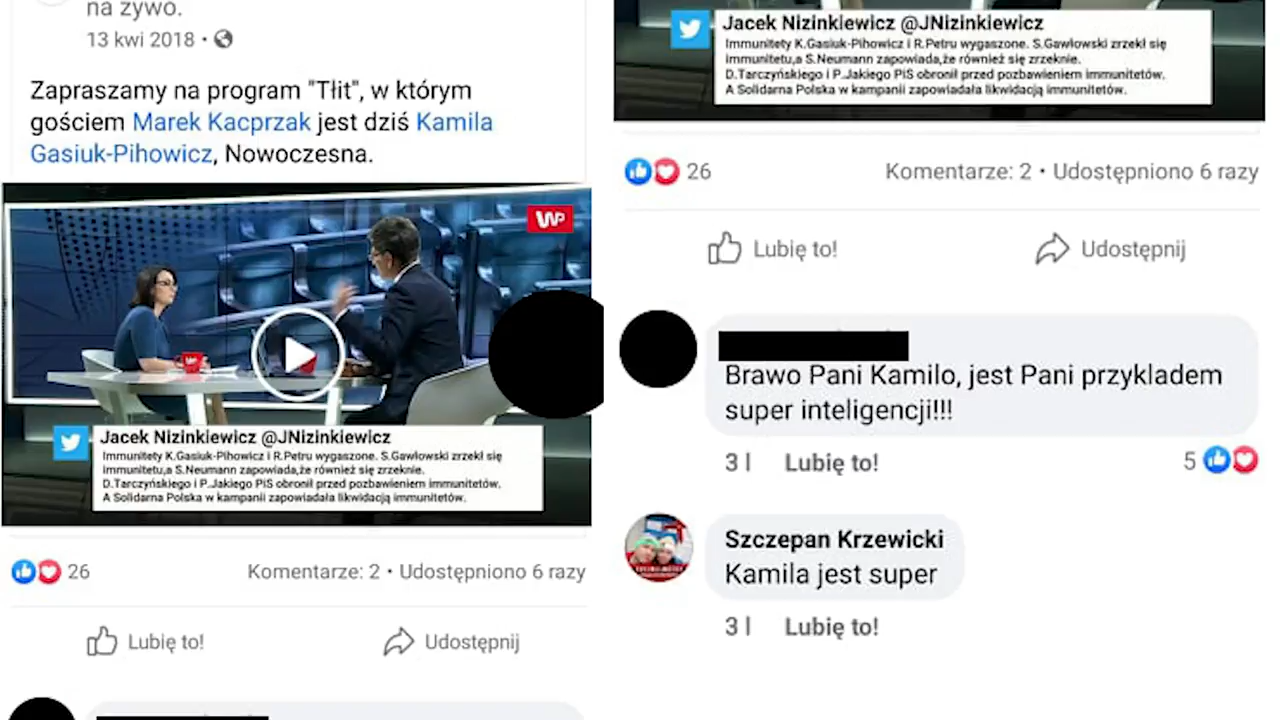 na żywo.
13 kwi 2018 •
Zapraszamy na program "Tłit", w którym
gościem Marek Kacprzak jest dziś Kamila
Gasiuk-Pihowicz, Nowoczesna.
WP
Jacek Nizinkiewicz @JNizinkiewicz
Immunitety K.Gasiuk-Pihowicz i R.Petru wygaszone. S.Gawłowski zrzekł się
immunitetu,a S.Neumann zapowiada,że również się zrzeknie.
D.Tarczyńskiego i P.Jakiego PiS obronił przed pozbawieniem immunitetów.
A Solidarna Polska w kampanii zapowiadała likwidację immunitetów.
26
Komentarze: 2 • Udostępniono 6 razy
Lubię to!
Udostępnij
Jacek Nizinkiewicz @JNizinkiewicz
Immunitety K.Gasiuk-Pihowicz i R.Petru wygaszone. S.Gawłowski zrzekł się
immunitetu,a S.Neumann zapowiada,że również się zrzeknie.
D.Tarczyńskiego i P.Jakiego PiS obronił przed pozbawieniem immunitetów.
A Solidarna Polska w kampanii zapowiadała likwidację immunitetów.
26
Komentarze: 2 • Udostępniono 6 razy
Lubię to!
Udostępnij
Brawo Pani Kamilo, jest Pani przykladem
super inteligencji!!!
3 l Lubię to!
5
Szczepan Krzewicki
Kamila jest super
3 l Lubię to!